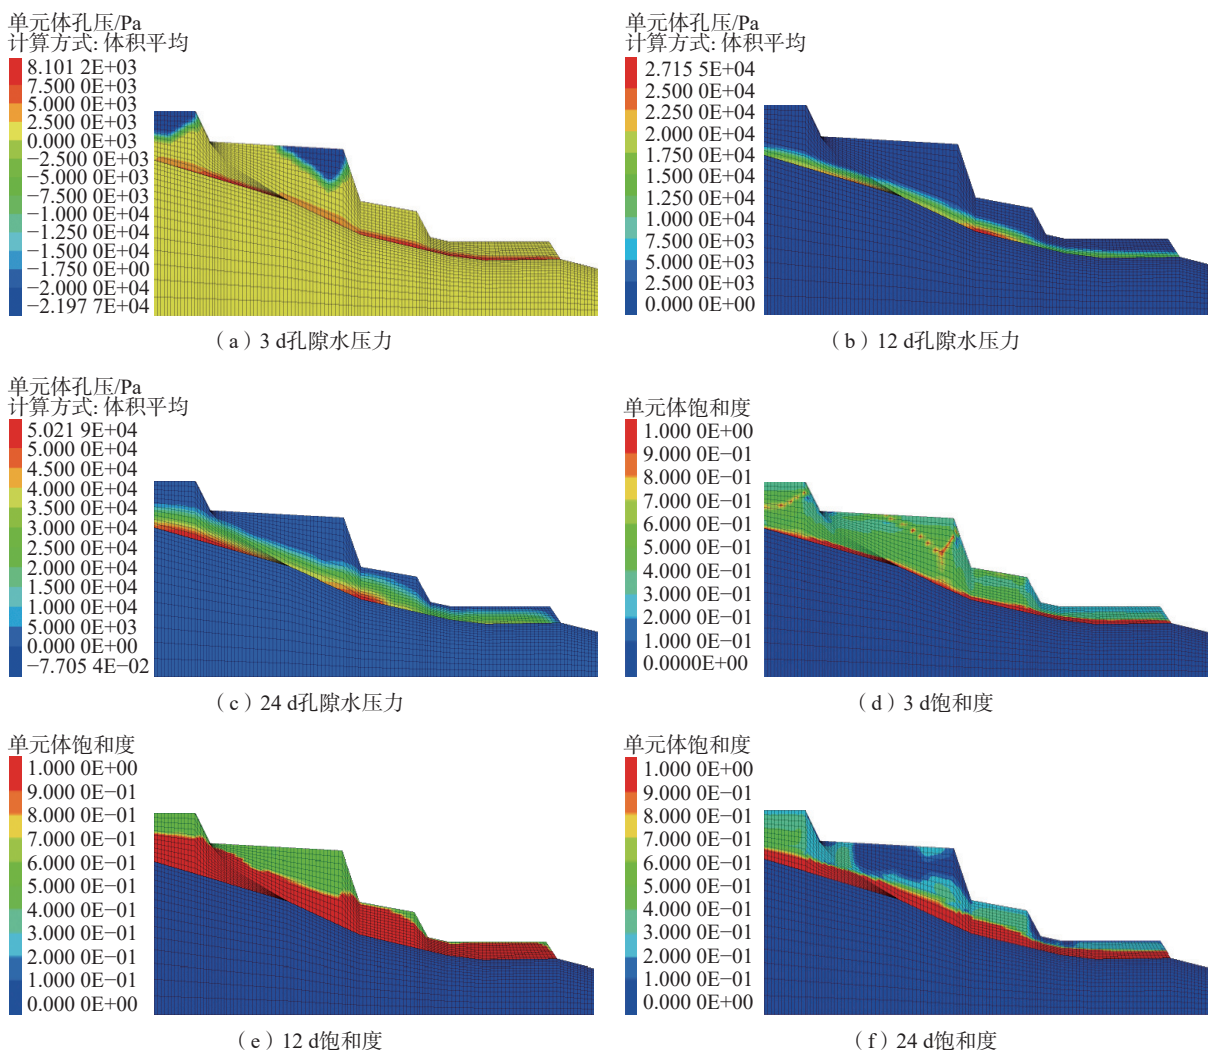 单元体孔压/Pa
计算方式: 体积平均
8.101 2E+03
7.500 0E+03
5.000 0E+03
2.500 0E+03
0.000 0E+03
−2.500 0E+03
−5.000 0E+03
−7.500 0E+03
−1.000 0E+04
−1.250 0E+04
−1.500 0E+04
−1.750 0E+00
−2.000 0E+04
−2.197 7E+04
（a）3 d孔隙水压力
单元体孔压/Pa
计算方式: 体积平均
2.715 5E+04
2.500 0E+04
2.250 0E+04
2.000 0E+04
1.750 0E+04
1.500 0E+04
1.250 0E+04
1.000 0E+04
7.500 0E+03
5.000 0E+03
2.500 0E+03
0.000 0E+00
（b）12 d孔隙水压力
单元体孔压/Pa
计算方式: 体积平均
5.021 9E+04
5.000 0E+04
4.500 0E+04
4.000 0E+04
3.500 0E+04
3.000 0E+04
2.500 0E+04
2.000 0E+04
1.500 0E+04
1.000 0E+04
5.000 0E+03
0.000 0E+00
−7.705 4E−02
（c）24 d孔隙水压力
单元体饱和度
1.000 0E+00
9.000 0E−01
8.000 0E−01
7.000 0E−01
6.000 0E−01
5.000 0E−01
4.000 0E−01
3.000 0E−01
2.000 0E−01
1.000 0E−01
0.0000E+00
（d）3 d饱和度
单元体饱和度
1.000 0E+00
9.000 0E−01
8.000 0E−01
7.000 0E−01
6.000 0E−01
5.000 0E−01
4.000 0E−01
3.000 0E−01
2.000 0E−01
1.000 0E−01
0.000 0E+00
（e）12 d饱和度
单元体饱和度
1.000 0E+00
9.000 0E−01
8.000 0E−01
7.000 0E−01
6.000 0E−01
5.000 0E−01
4.000 0E−01
3.000 0E−01
2.000 0E−01
1.000 0E−01
0.000 0E+00
（f）24 d饱和度